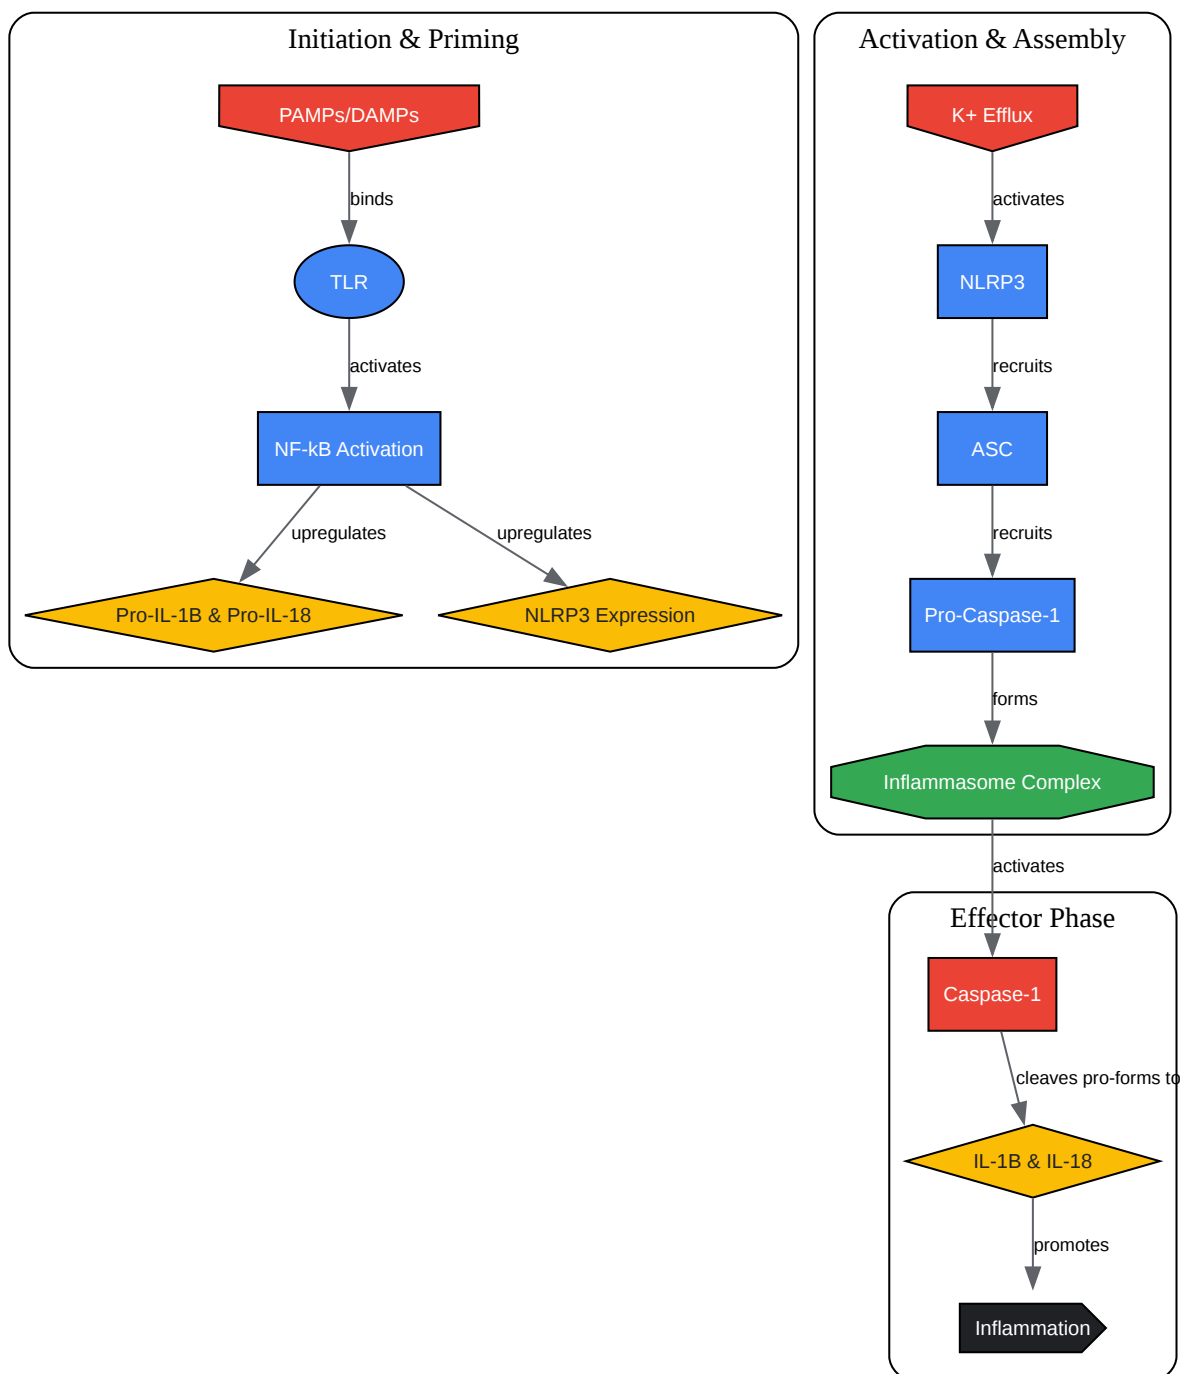 Initiation & Priming
PAMPs/DAMPs
binds
TLR
activates
NF-kB Activation
upregulates
upregulates
Pro-IL-1B & Pro-IL-18
NLRP3 Expression
Activation & Assembly
K+ Efflux
activates
NLRP3
recruits
ASC
recruits
Pro-Caspase-1
forms
Inflammasome Complex
activates
Effector Phase
Caspase-1
cleaves pro-forms to
IL-1B & IL-18
promotes
Inflammation